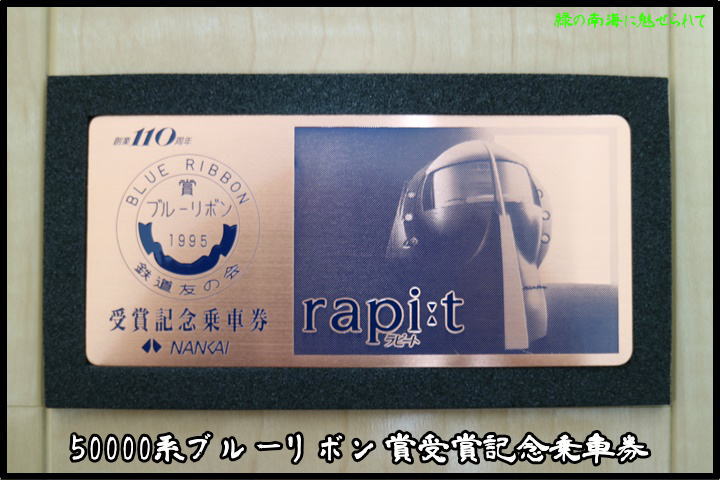 緑の南海に魅せられて
創業110周年
BLUE RIBBON
賞
ブルーリボン
1995
鉄道友の会
受賞記念乗車券
NANKAI
rapi:t
ラピート
50000系ブルーリボン賞受賞記念乗車券